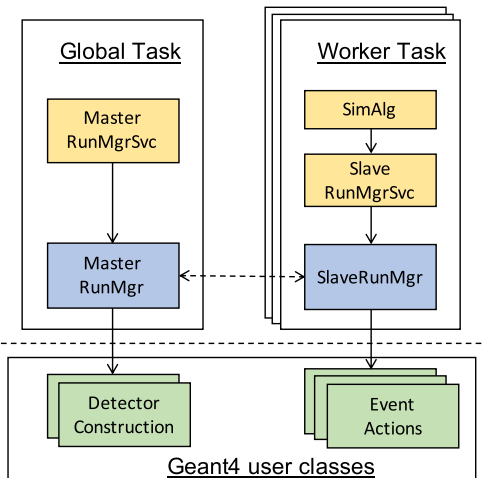 Global Task
Master
RunMgrSvc
Master
RunMgr
Worker Task
SimAlg
Slave
RunMgrSvc
SlaveRunMgr
Detector
Construction
Event
Actions
Geant4 user classes